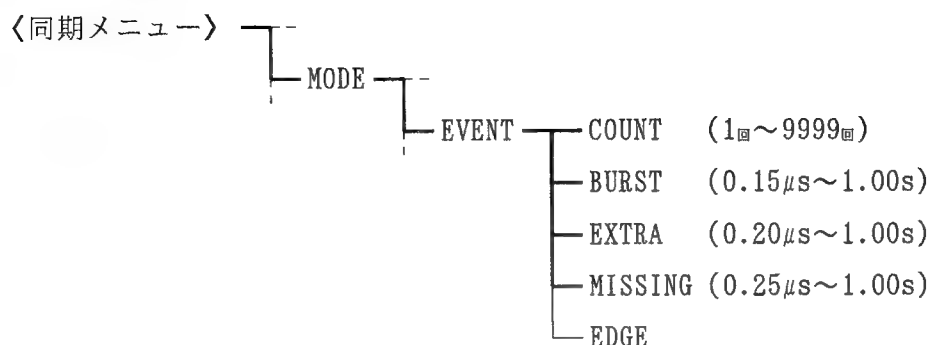 〈同期メニュー〉
MODE
EVENT COUNT (1回～9999回)
BURST (0.15μs～1.00s)
EXTRA (0.20μs～1.00s)
MISSING (0.25μs～1.00s)
EDGE